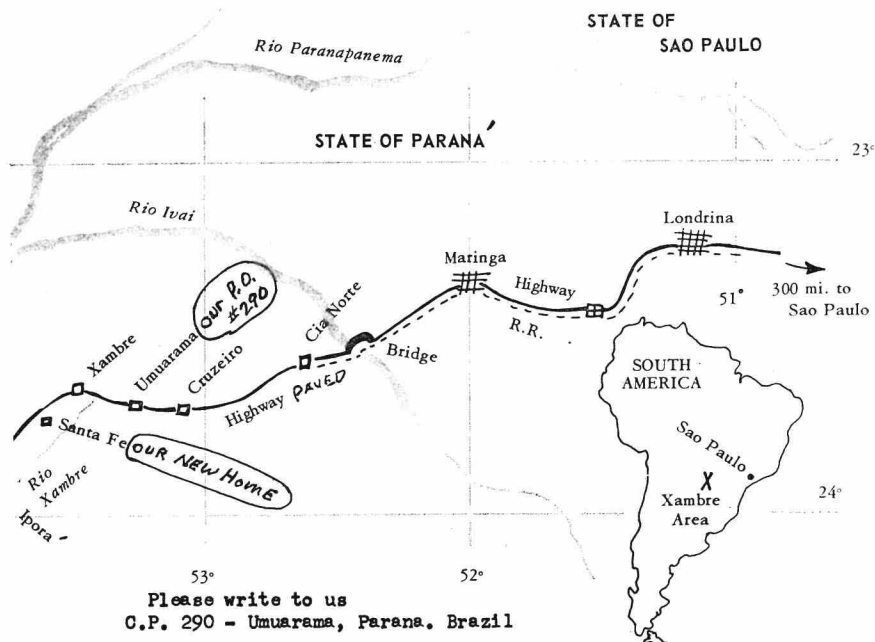 STATE OF
SAO PAULO
Rio Paranapanema
STATE OF PARANÁ
23°
Rio Ivai
Londrina
Maringa
OUR P.O.
#290
Cia Norte
Highway
51°
300 mi. to
Sao Paulo
Xambre
Umuarama
Cruzeiro
Bridge
R.R.
SOUTH
AMERICA
Highway PAVED
Santa Fe
OUR NEW HOME
Sao Paulo
X
Xambre
Area
Rio
Xambre
Ipora
24°
53°
52°
Please write to us
C.P. 290 - Umuarama, Parana. Brazil